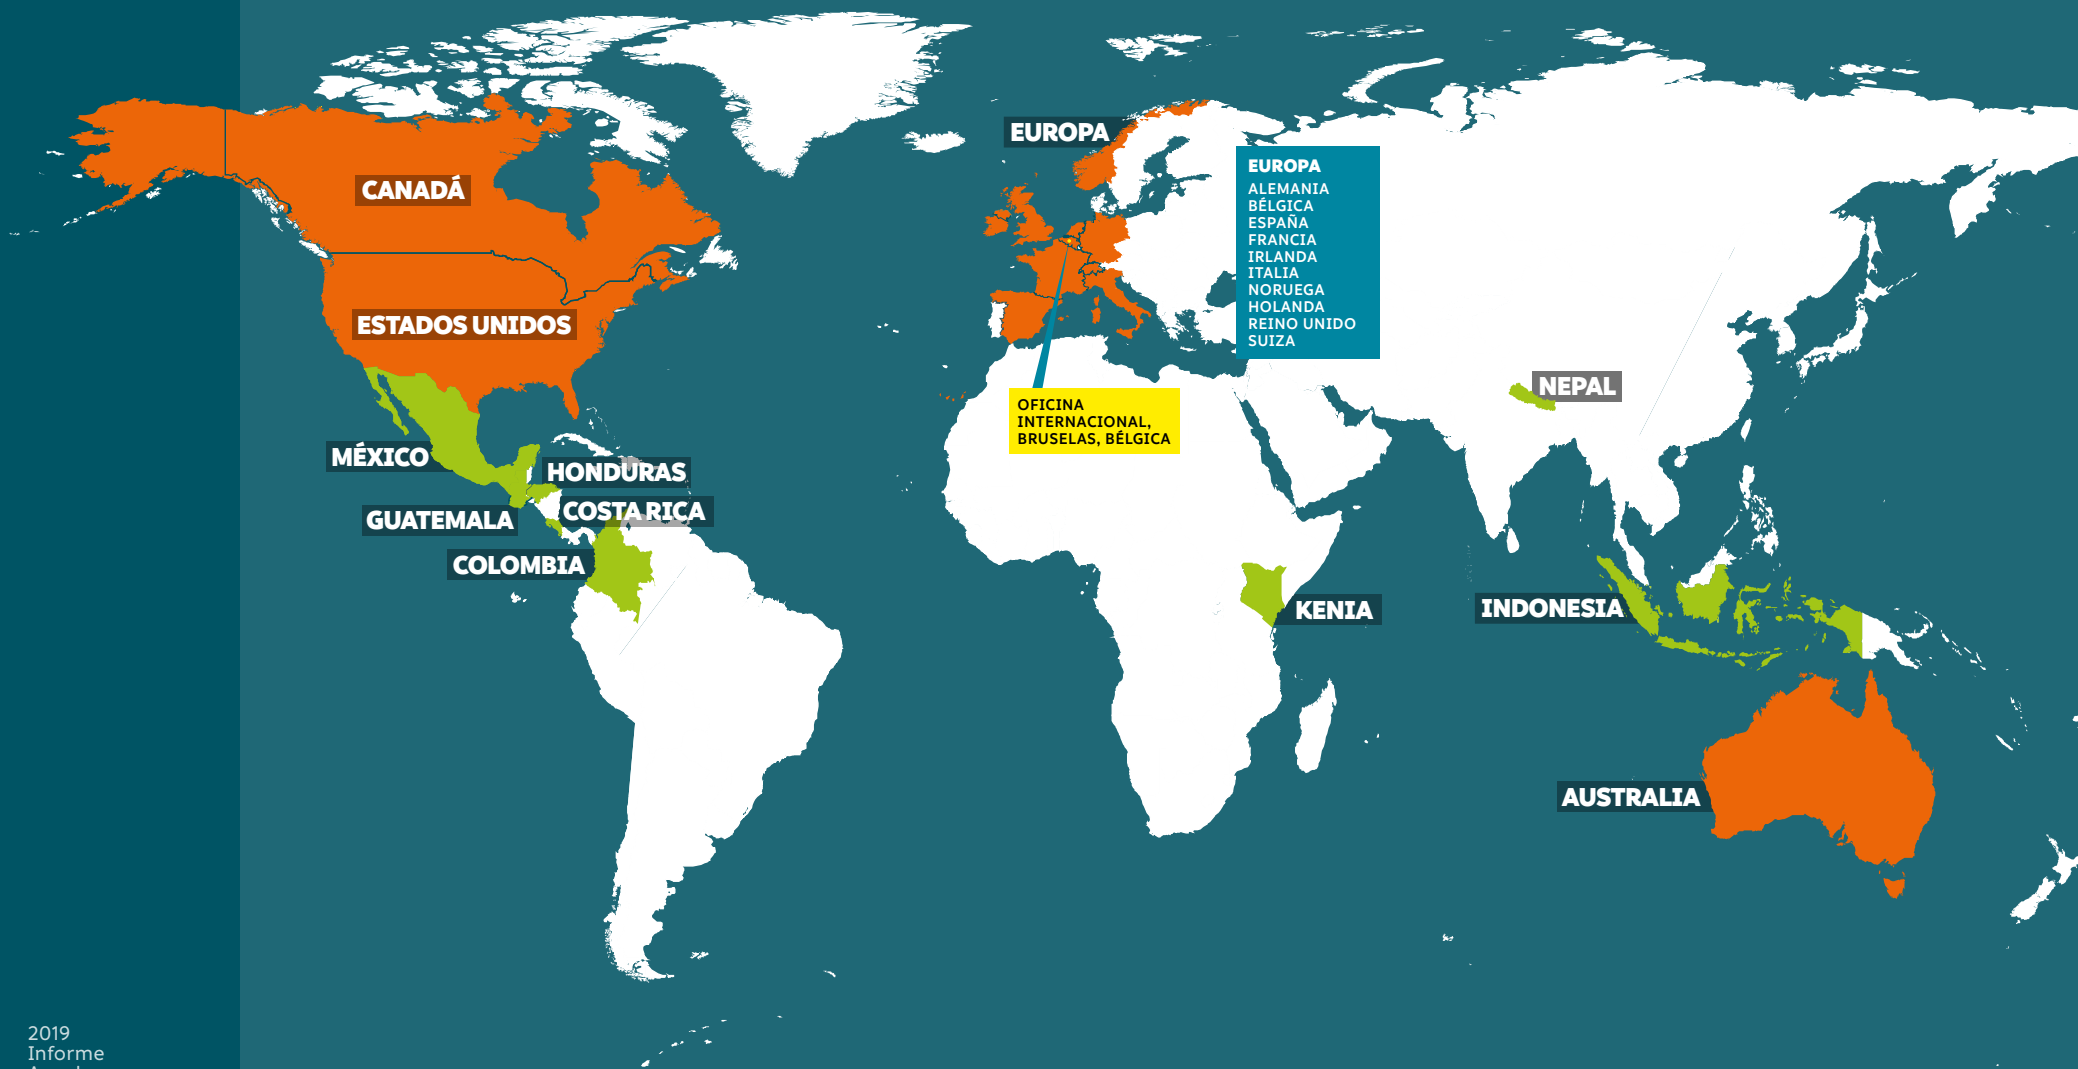 EUROPA
EUROPA
ALEMANIA
BÉLGICA
ESPAÑA
FRANCIA
IRLANDA
ITALIA
NORUEGA
HOLANDA
REINO UNIDO
SUIZA
CANADÁ
ESTADOS UNIDOS
NEPAL
OFICINA
INTERNACIONAL,
BRUSELAS, BÉLGICA
MÉXICO
HONDURAS
COSTA RICA
GUATEMALA
COLOMBIA
KENIA
INDONESIA
AUSTRALIA
2019
Informe